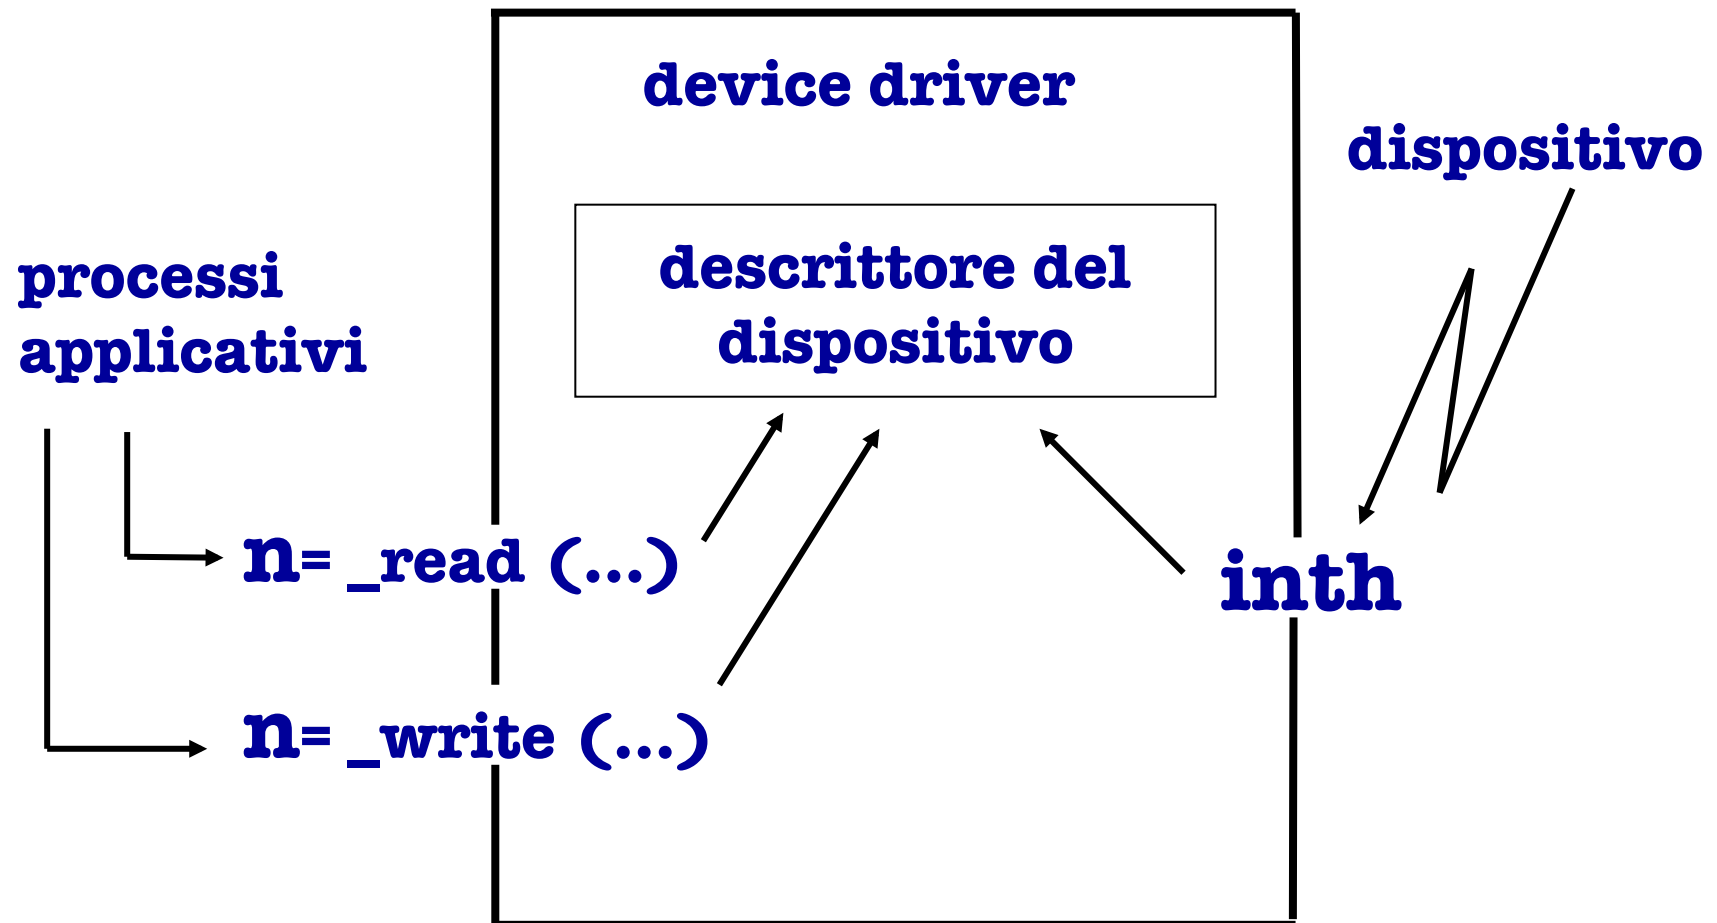 device driver
dispositivo
descrittore del
dispositivo
processi
applicativi
n= _read (...)
inth
n= _write (...)